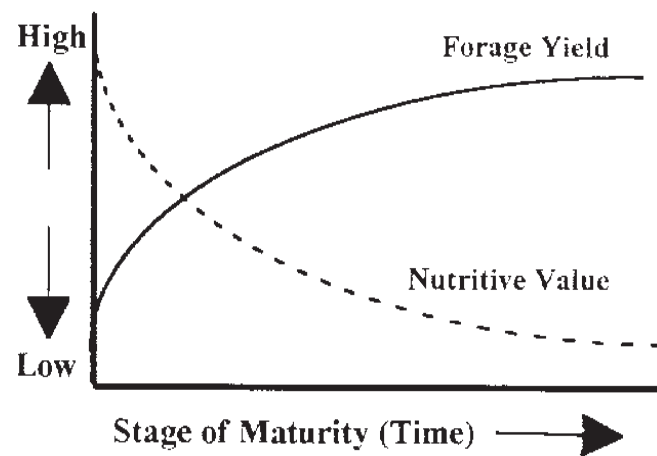 High
Forage Yield
Nutritive Value
Low
Stage of Maturity (Time)